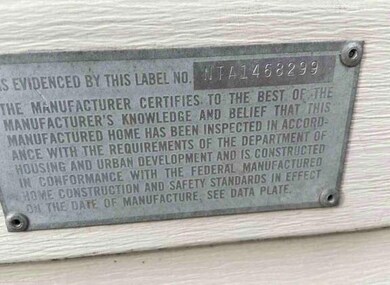 AS EVIDENCED BY THIS LABEL NO. NTA1468299
THE MANUFACTURER CERTIFIES TO THE BEST OF THE
MANUFACTURER'S KNOWLEDGE AND BELIEF THAT THIS
MANUFACTURED HOME HAS BEEN INSPECTED IN ACCORD-
ANCE WITH THE REQUIREMENTS OF THE DEPARTMENT OF
HOUSING AND URBAN DEVELOPMENT AND IS CONSTRUCTED
IN CONFORMANCE WITH THE FEDERAL MANUFACTURED
HOME CONSTRUCTION AND SAFETY STANDARDS IN EFFECT
ON THE DATE OF MANUFACTURE, SEE DATA PLATE.